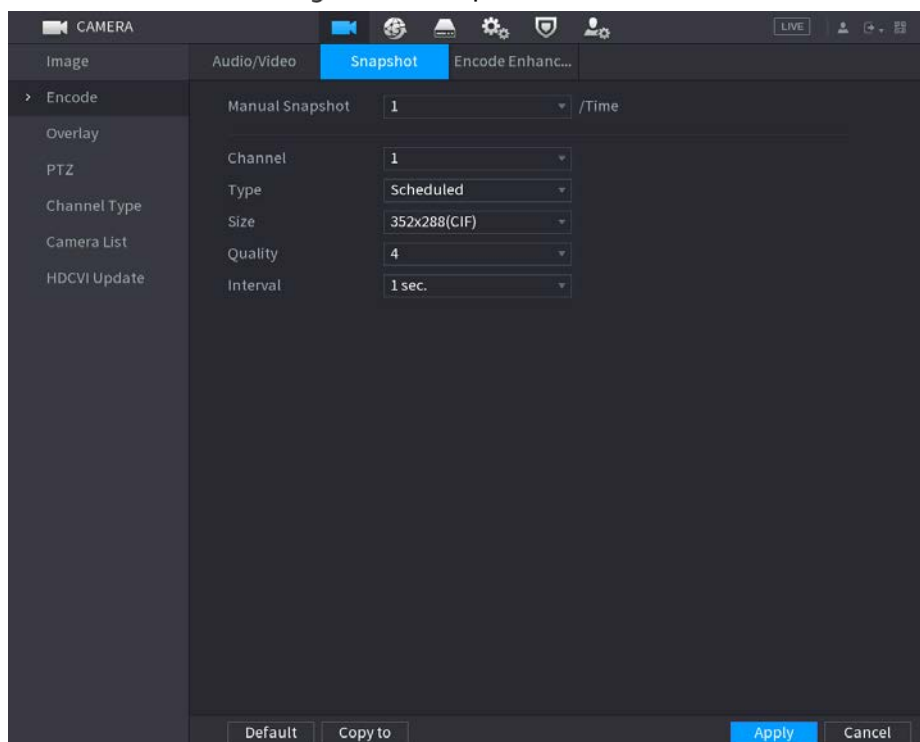 CAMERA
LIVE
Image
Audio/Video
Snapshot
Encode Enhanc...
> Encode
Manual Snapshot
1
/Time
Overlay
PTZ
Channel
1
Type
Scheduled
Channel Type
Size
352x288(CIF)
Camera List
Quality
4
HDCVI Update
Interval
1 sec.
Default
Copy to
Apply
Cancel